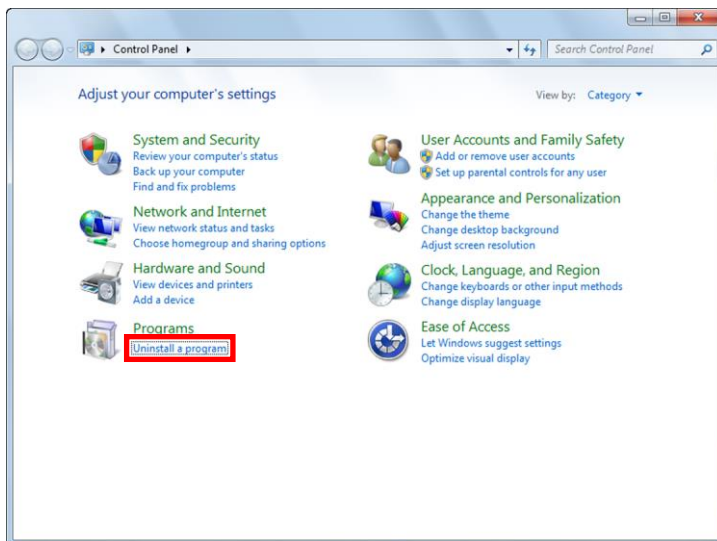 Control Panel
Search Control Panel
Adjust your computer's settings
View by: Category
System and Security
Review your computer's status
Back up your computer
Find and fix problems
Network and Internet
View network status and tasks
Choose homegroup and sharing options
Hardware and Sound
View devices and printers
Add a device
Programs
Uninstall a program
User Accounts and Family Safety
Add or remove user accounts
Set up parental controls for any user
Appearance and Personalization
Change the theme
Change desktop background
Adjust screen resolution
Clock, Language, and Region
Change keyboards or other input methods
Change display language
Ease of Access
Let Windows suggest settings
Optimize visual display